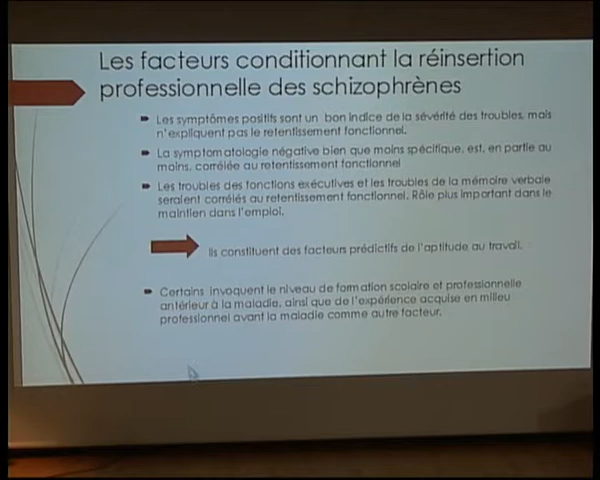 Les facteurs conditionnant la réinsertion
professionnelle des schizophrènes
Les symptômes positifs sont un bon indice de la sévérité des troubles, mais
n'expliquent pas le retentissement fonctionnel.
La symptomatologie négative bien que moins spécifique, est, en partie au
moins, corrélée au retentissement fonctionnel
Les troubles des fonctions exécutives et les troubles de la mémoire verbale
seraient corrélés au retentissement fonctionnel. Rôle plus important dans le
maintien dans l'emploi.
Ils constituent des facteurs prédictifs de l'aptitude au travail.
Certains invoquent le niveau de formation scolaire et professionnelle
antérieur à la maladie, ainsi que de l'expérience acquise en milieu
professionnel avant la maladie comme autre facteur.